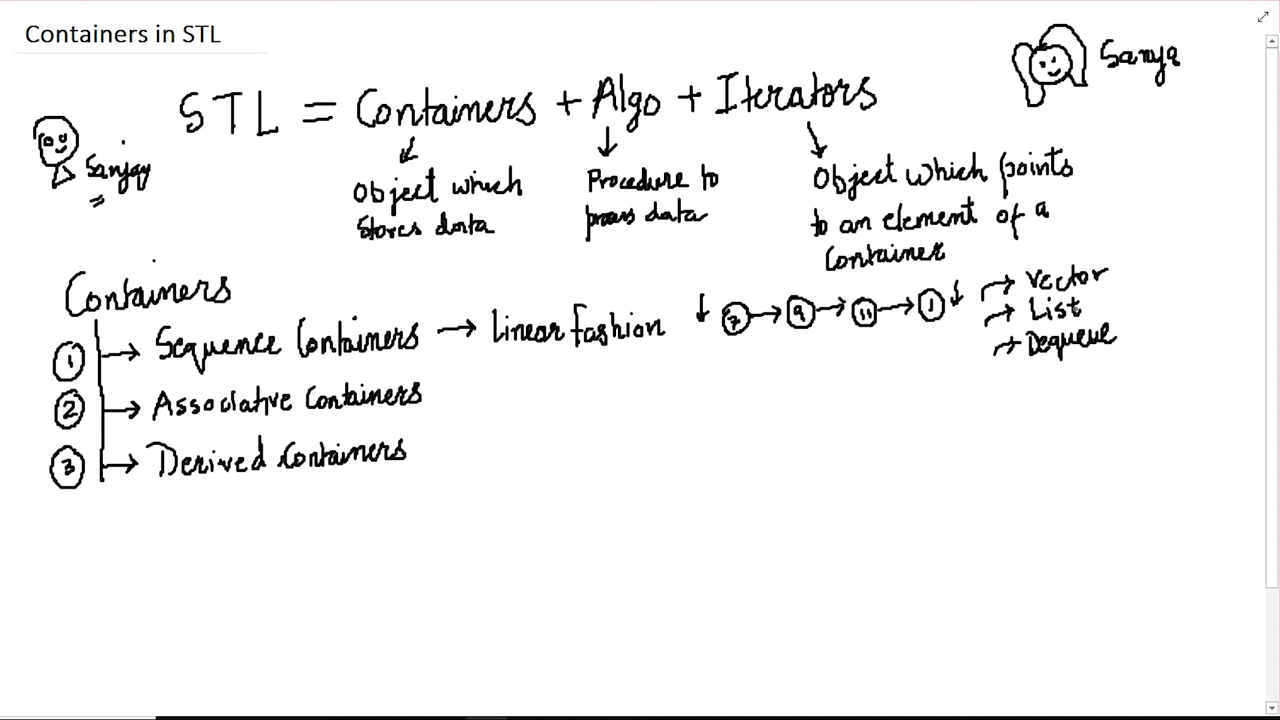 Containers in STL
Sanya
STL = Containers + Algo + Iterators
Sanjay
Object which
stores data
Procedure to
process data
Object which points
to an element of a
Container
Containers
1 → Sequence Containers → Linear fashion ↓ 7 → 9 → 11 → 1 ↓
→ Vector
→ List
→ Dequeue
2 → Associative Containers
3 → Derived Containers